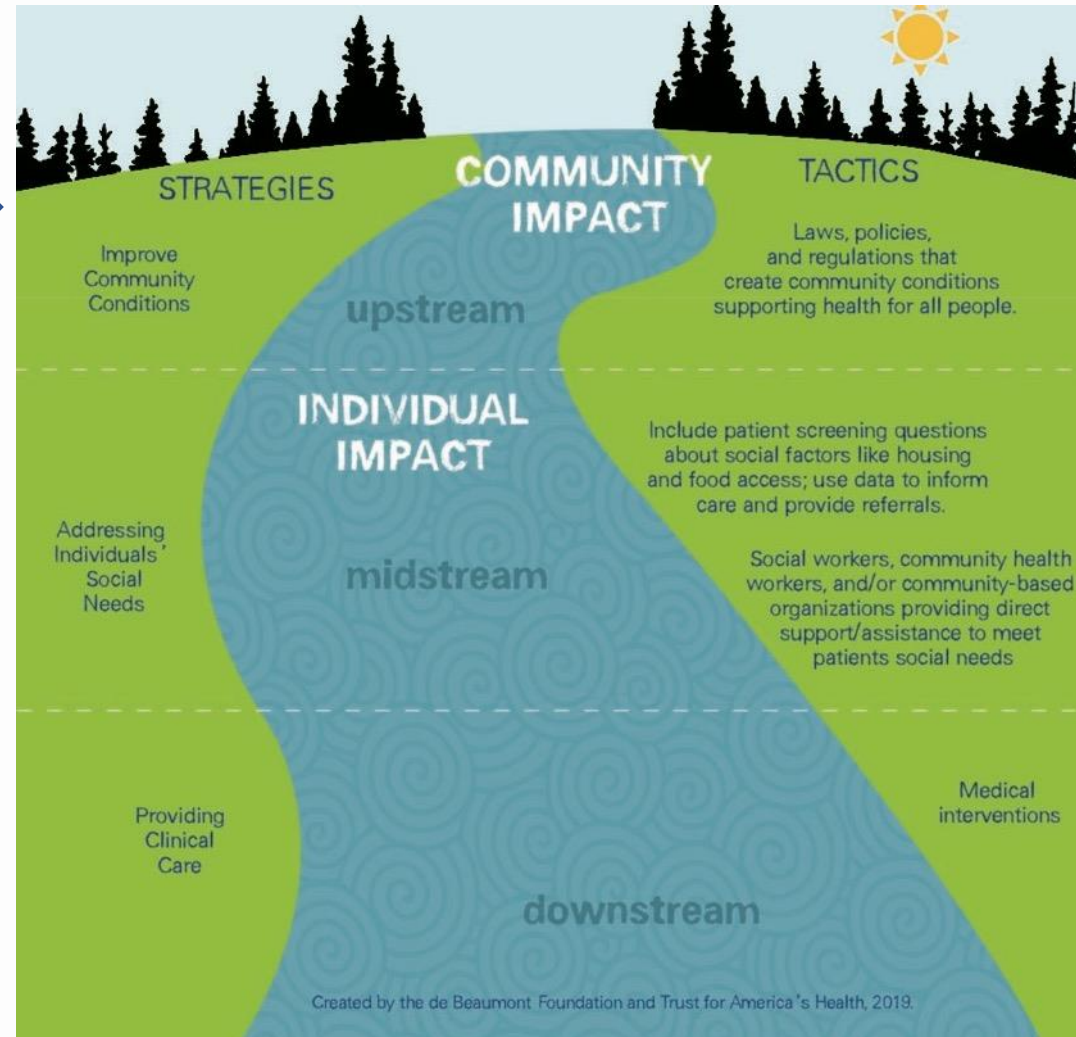 STRATEGIES
COMMUNITY
IMPACT
TACTICS
Improve
Community
Conditions
upstream
Laws, policies,
and regulations that
create community conditions
supporting health for all people.
INDIVIDUAL
IMPACT
Addressing
Individuals'
Social
Needs
midstream
Include patient screening questions
about social factors like housing
and food access; use data to inform
care and provide referrals.
Social workers, community health
workers, and/or community-based
organizations providing direct
support/assistance to meet
patients social needs
Providing
Clinical
Care
downstream
Medical
interventions
Created by the de Beaumont Foundation and Trust for America's Health, 2019.